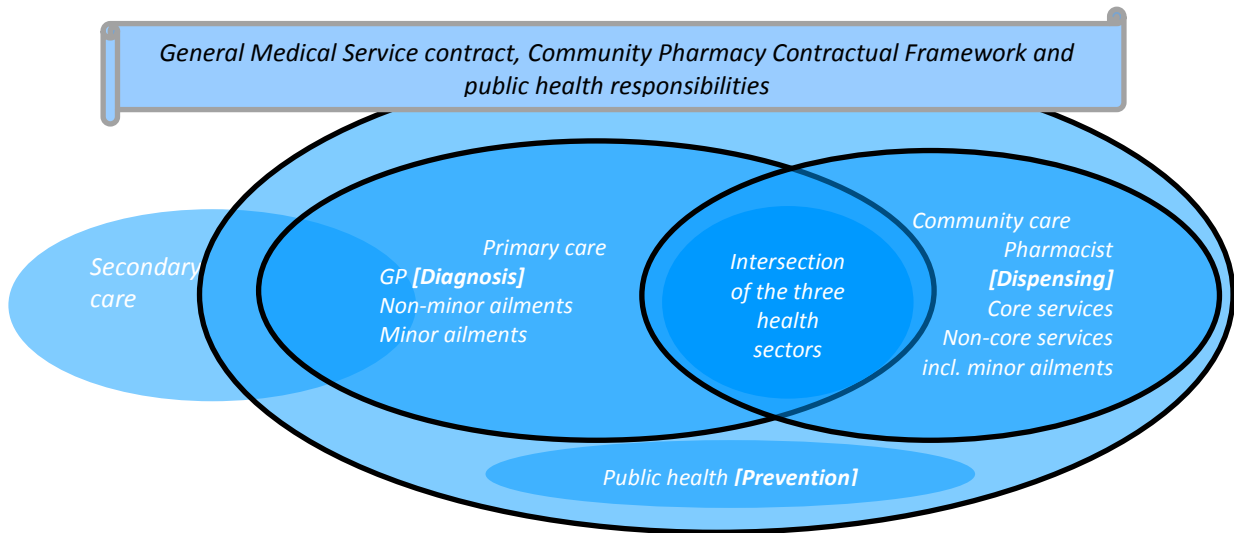 General Medical Service contract, Community Pharmacy Contractual Framework and
public health responsibilities
Secondary
care
Primary care
GP [Diagnosis]
Non-minor ailments
Minor ailments
Intersection
of the three
health
sectors
Community care
Pharmacist
[Dispensing]
Core services
Non-core services
incl. minor ailments
Public health [Prevention]